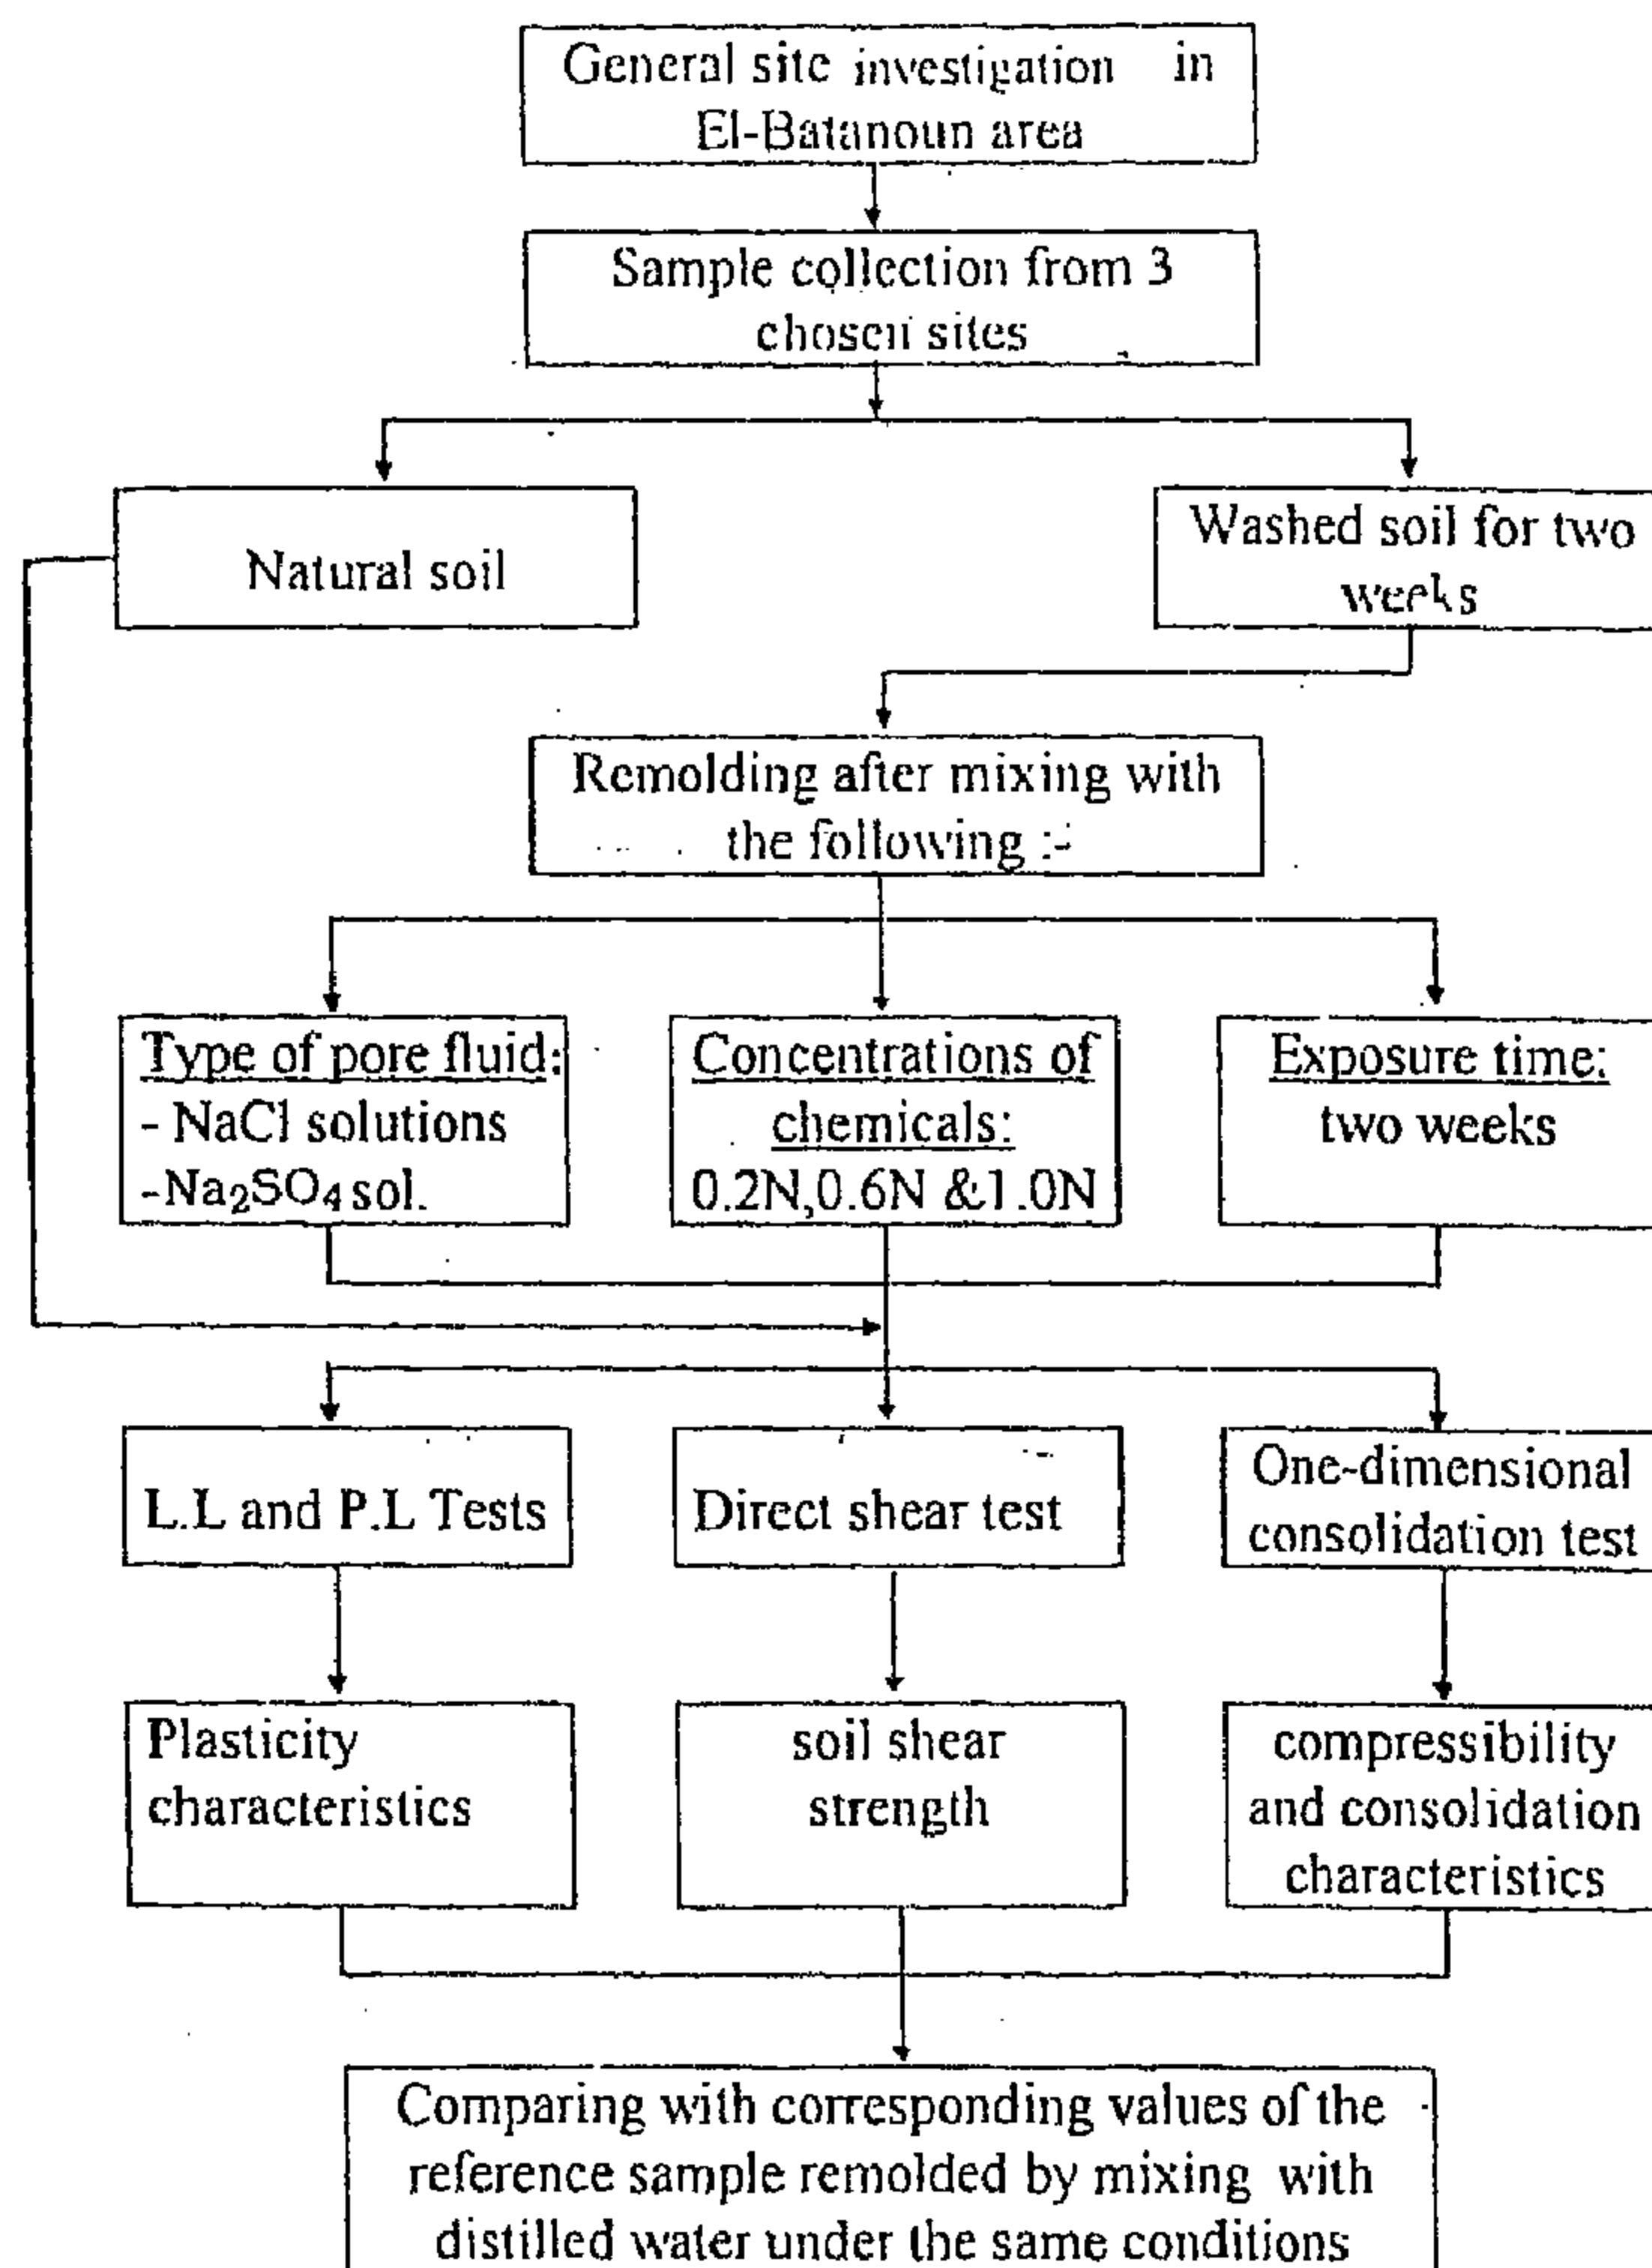 General site investigation in
El-Batanoun area
Sample collection from 3
chosen sites
Natural soil
Washed soil for two
weeks
Remolding after mixing with
the following :-
Type of pore fluid:
- NaCl solutions
-Na₂SO₄ sol.
Concentrations of
chemicals:
0.2N,0.6N &1.0N
Exposure time:
two weeks
L.L and P.L Tests
Direct shear test
One-dimensional
consolidation test
Plasticity
characteristics
soil shear
strength
compressibility
and consolidation
characteristics
Comparing with corresponding values of the
reference sample remolded by mixing with
distilled water under the same conditions